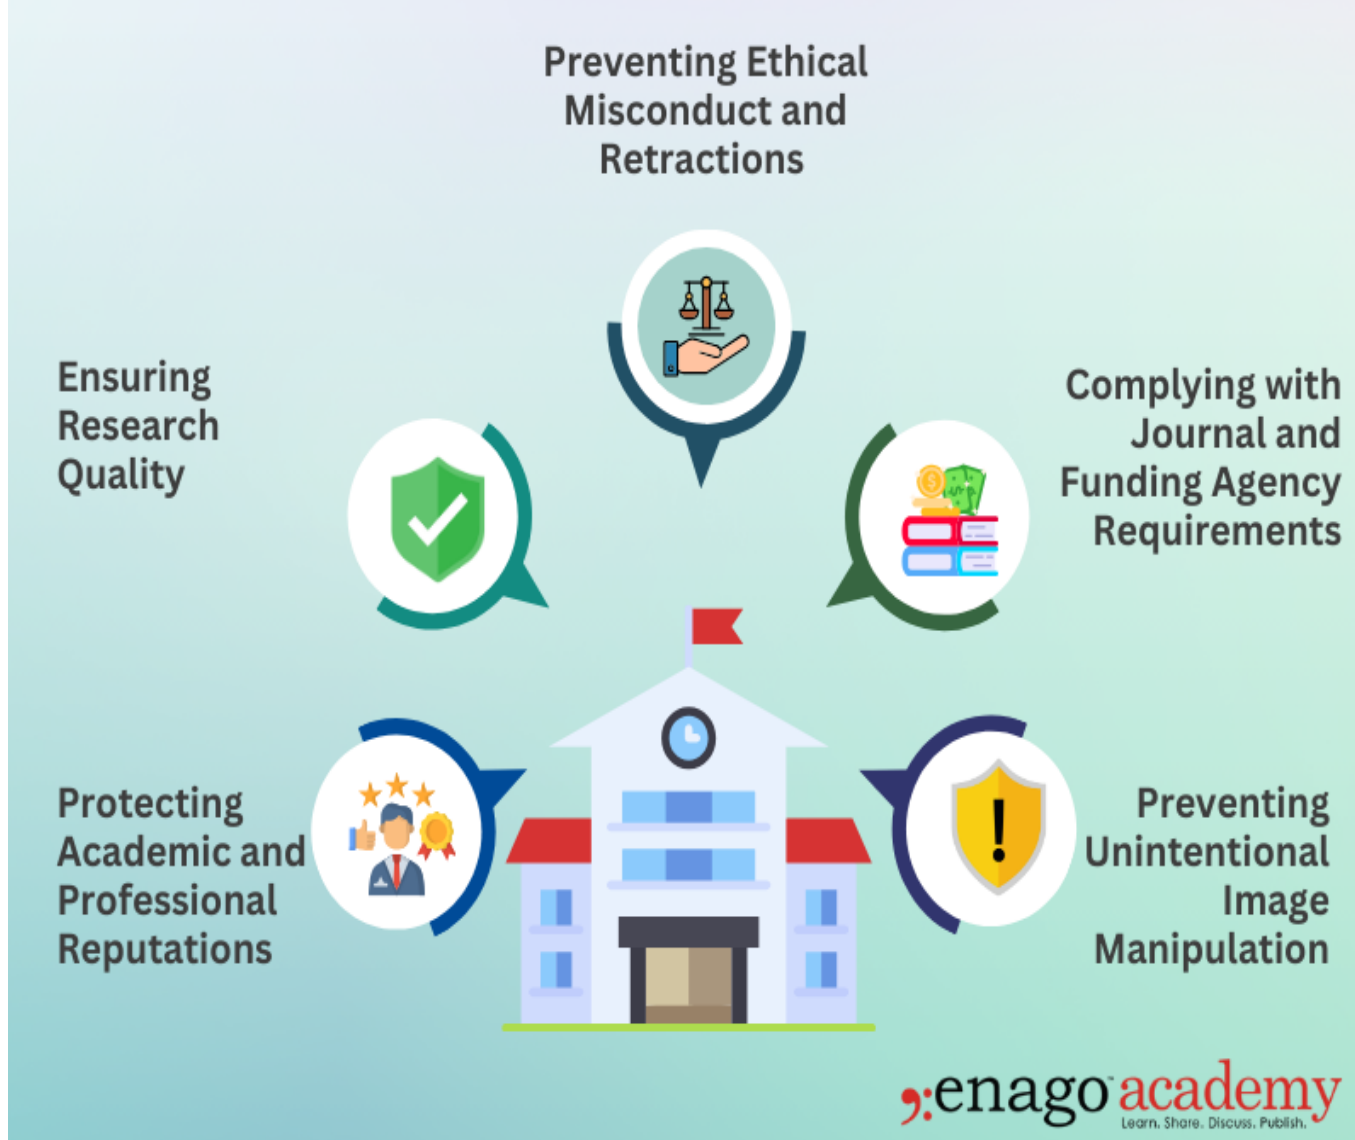 Preventing Ethical
Misconduct and
Retractions
Ensuring
Research
Quality
Complying with
Journal and
Funding Agency
Requirements
Protecting
Academic and
Professional
Reputations
Preventing
Unintentional
Image
Manipulation
enago academy
Learn. Share. Discuss. Publish.